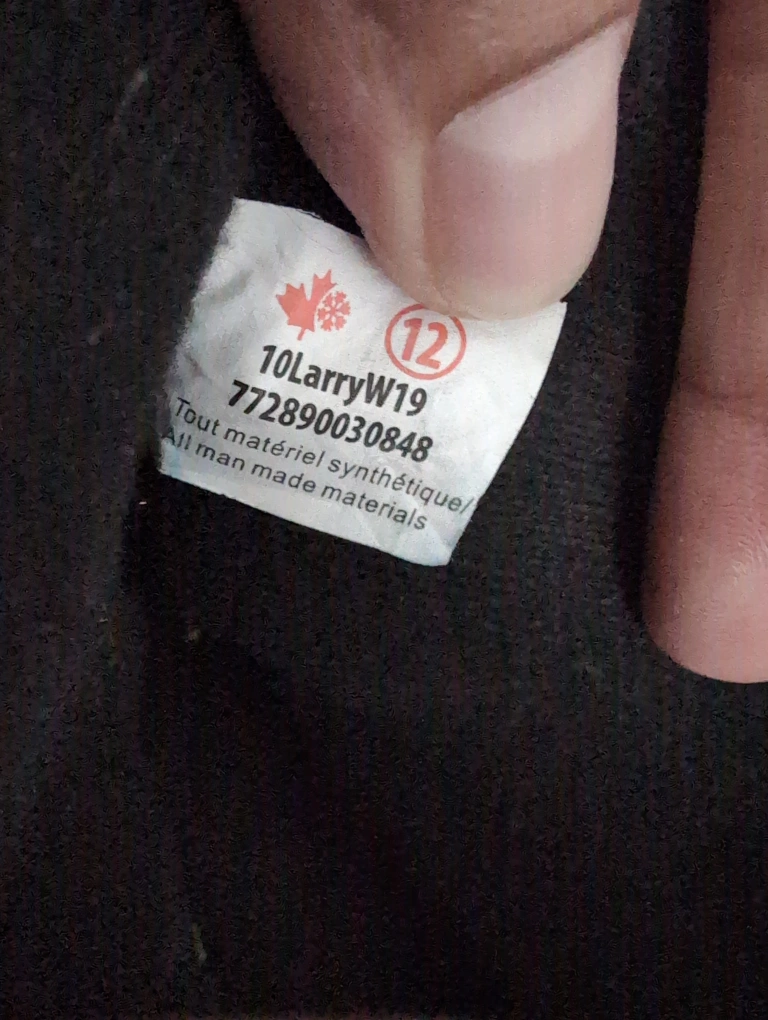 12
10LarryW19
772890030848
Tout matériel synthétique/
All man made materials